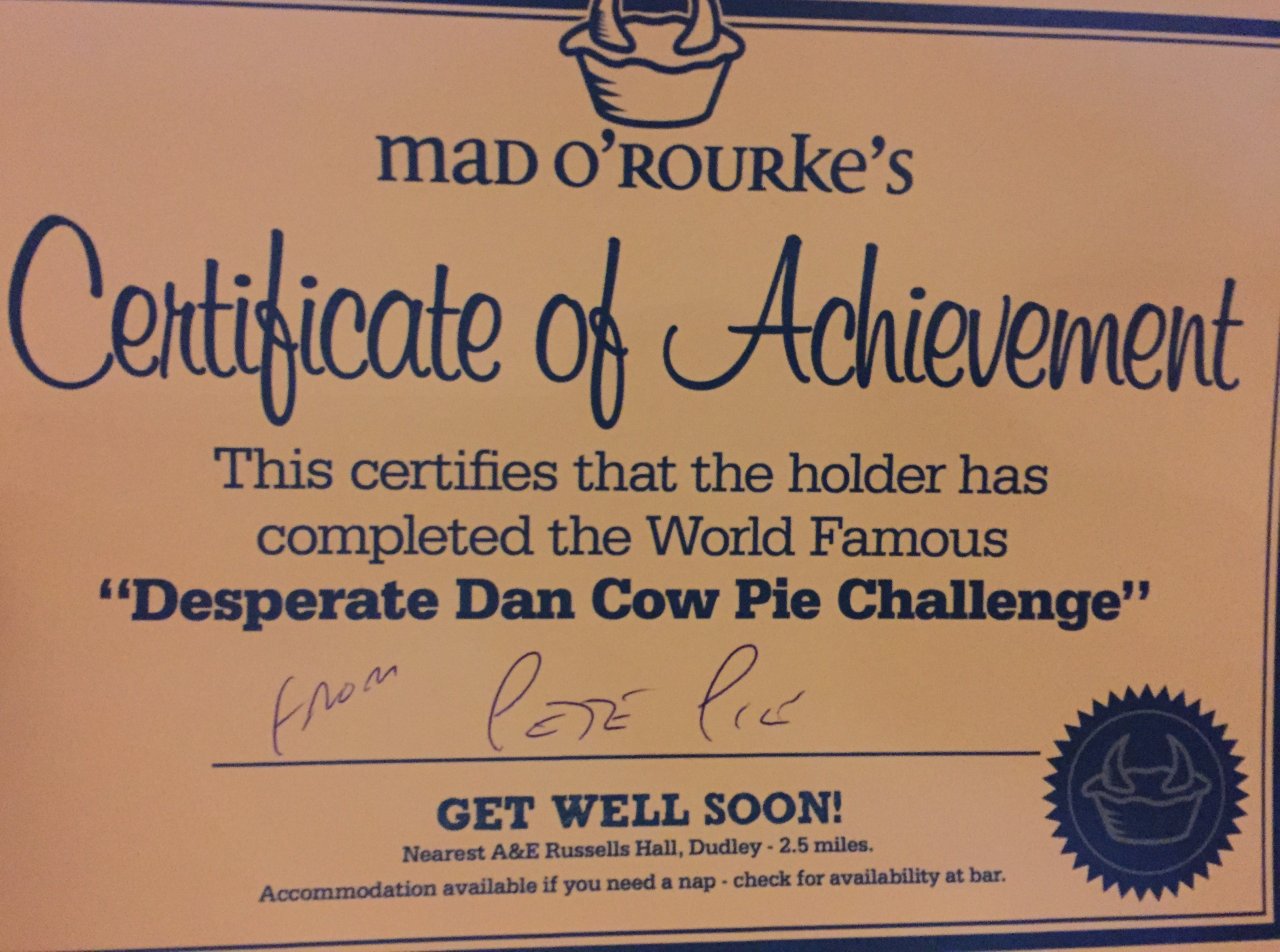 maD O'ROURke's
Certificate of Achievement
This certifies that the holder has
completed the World Famous
“Desperate Dan Cow Pie Challenge”
From PETE PIE
GET WELL SOON!
Nearest A&E Russells Hall, Dudley - 2.5 miles.
Accommodation available if you need a nap - check for availability at bar.